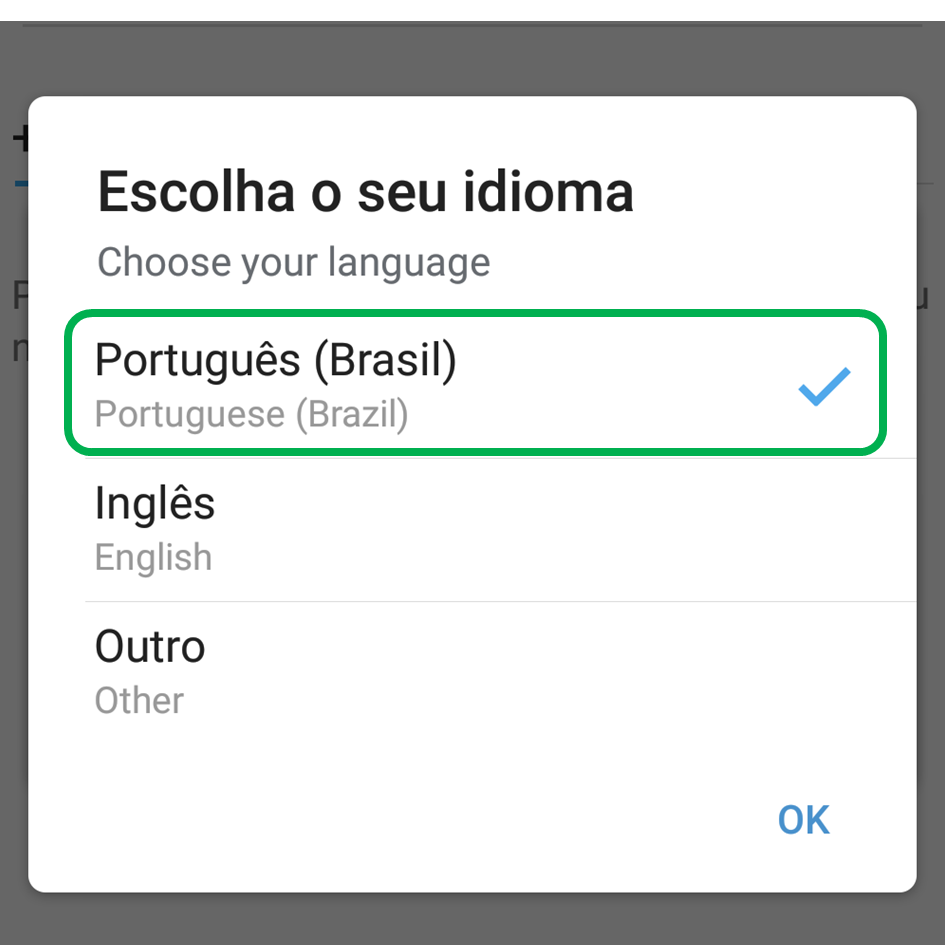 Escolha o seu idioma
Choose your language
Português (Brasil)
Portuguese (Brazil)
Inglês
English
Outro
Other
OK